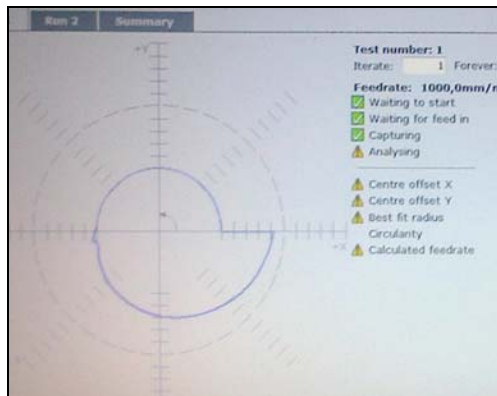 Run 2
Summary
+Y
Test number: 1
Iterate: 1 Forever:
Feedrate: 1000,0mm/
Waiting to start
Waiting for feed in
Capturing
Analysing
Centre offset X
Centre offset Y
Best fit radius
Circularity
Calculated feedrate
+X